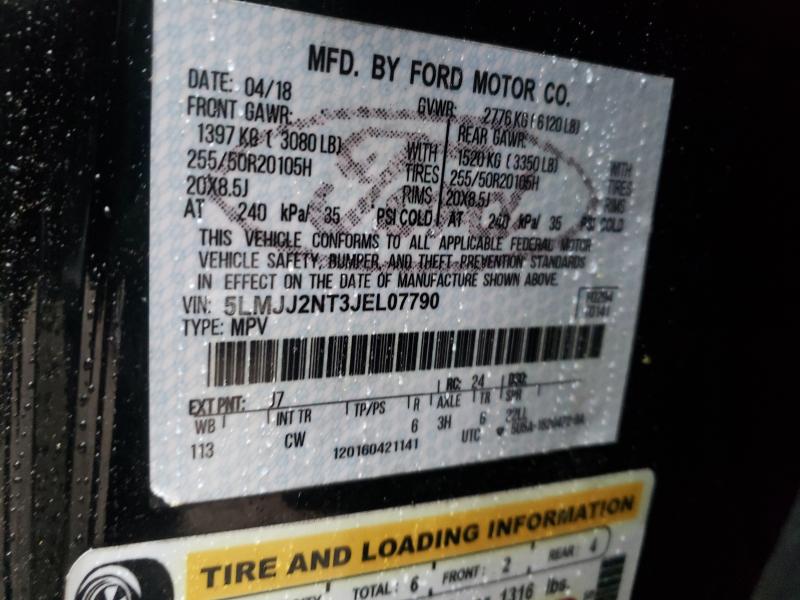 MFD. BY FORD MOTOR CO.
DATE: 04/18 GVWR: 2776 KG (6120 LB)
FRONT GAWR: REAR GAWR:
1397 KG (3080 LB) WITH 1520 KG (3350 LB) WITH
255/50R20105H TIRES 255/50R20105H TIRES
20X8.5J RIMS 20X8.5J RIMS
AT 240 kPa/ 35 PSI COLD AT 240 kPa/ 35 PSI COLD
THIS VEHICLE CONFORMS TO ALL APPLICABLE FEDERAL MOTOR
VEHICLE SAFETY, BUMPER, AND THEFT PREVENTION STANDARDS
IN EFFECT ON THE DATE OF MANUFACTURE SHOWN ABOVE.
VIN: 5LMJJ2NT3JEL07790
TYPE: MPV
EXT PNT: J7 RC: 24 DSO:
WB INT TR TP/PS R AXLE TR SPR
113 CW 6 3H 6 22LL
120160421141 UTC
TIRE AND LOADING INFORMATION
TOTAL: 6 FRONT: 2 REAR: 4
1316 lbs.